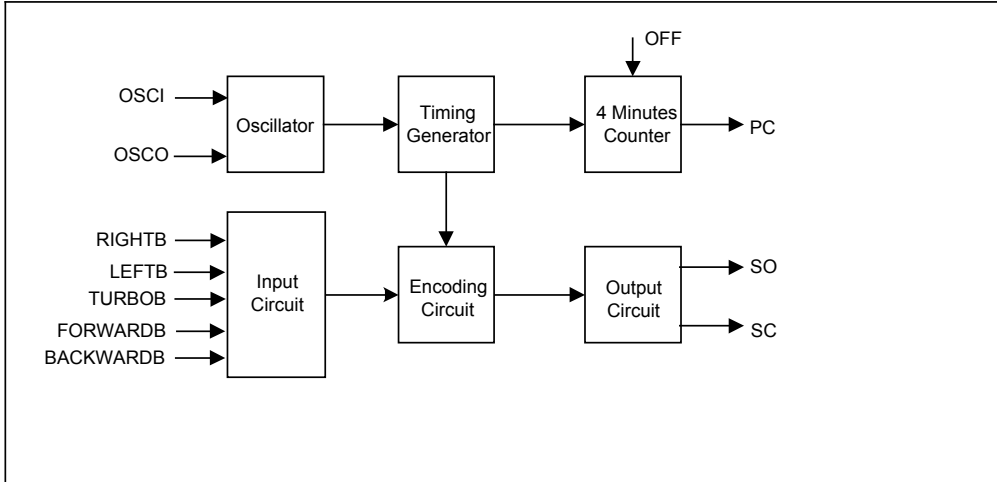 OFF
OSCI
Oscillator
Timing
Generator
4 Minutes
Counter
PC
OSCO
RIGHTB
LEFTB
TURBOB
FORWARDB
BACKWARDB
Input
Circuit
Encoding
Circuit
Output
Circuit
SO
SC